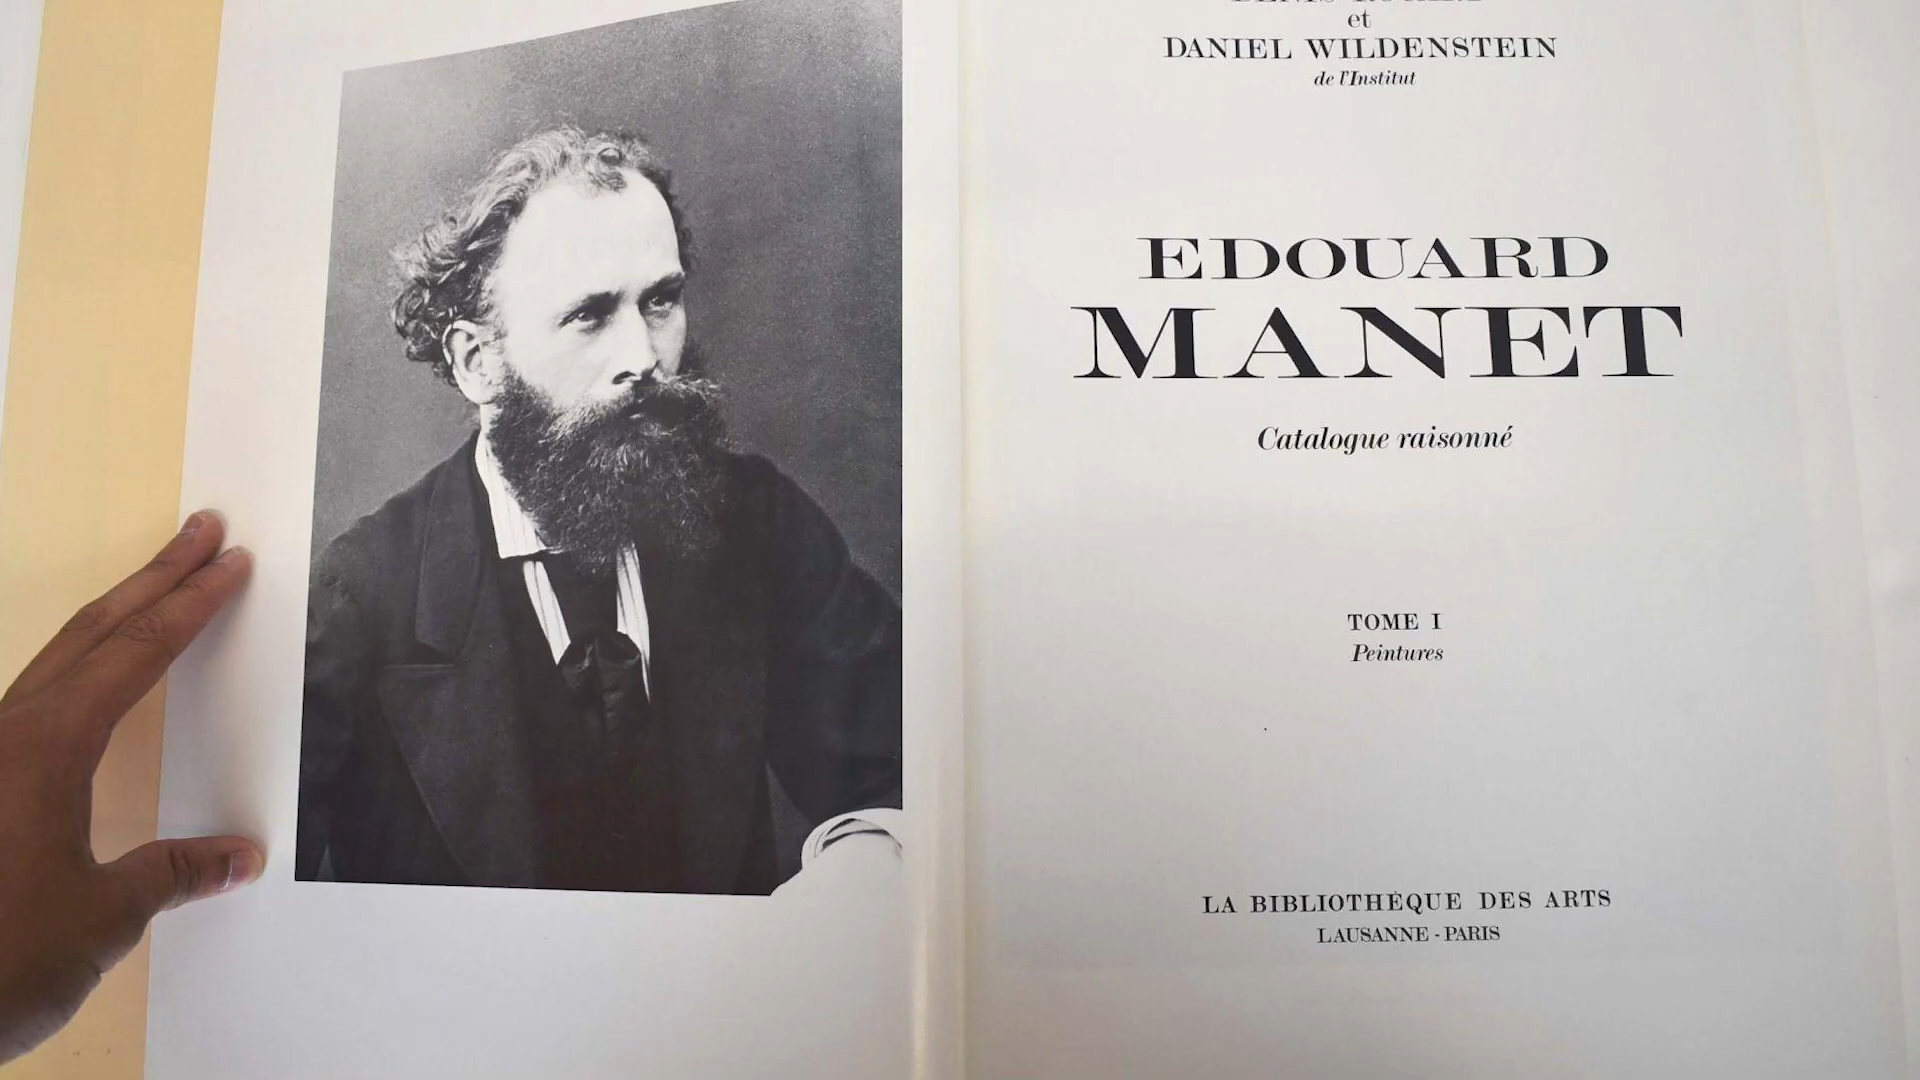 et
DANIEL WILDENSTEIN
de l'Institut
EDOUARD
MANET
Catalogue raisonné
TOME I
Peintures
LA BIBLIOTHÈQUE DES ARTS
LAUSANNE - PARIS